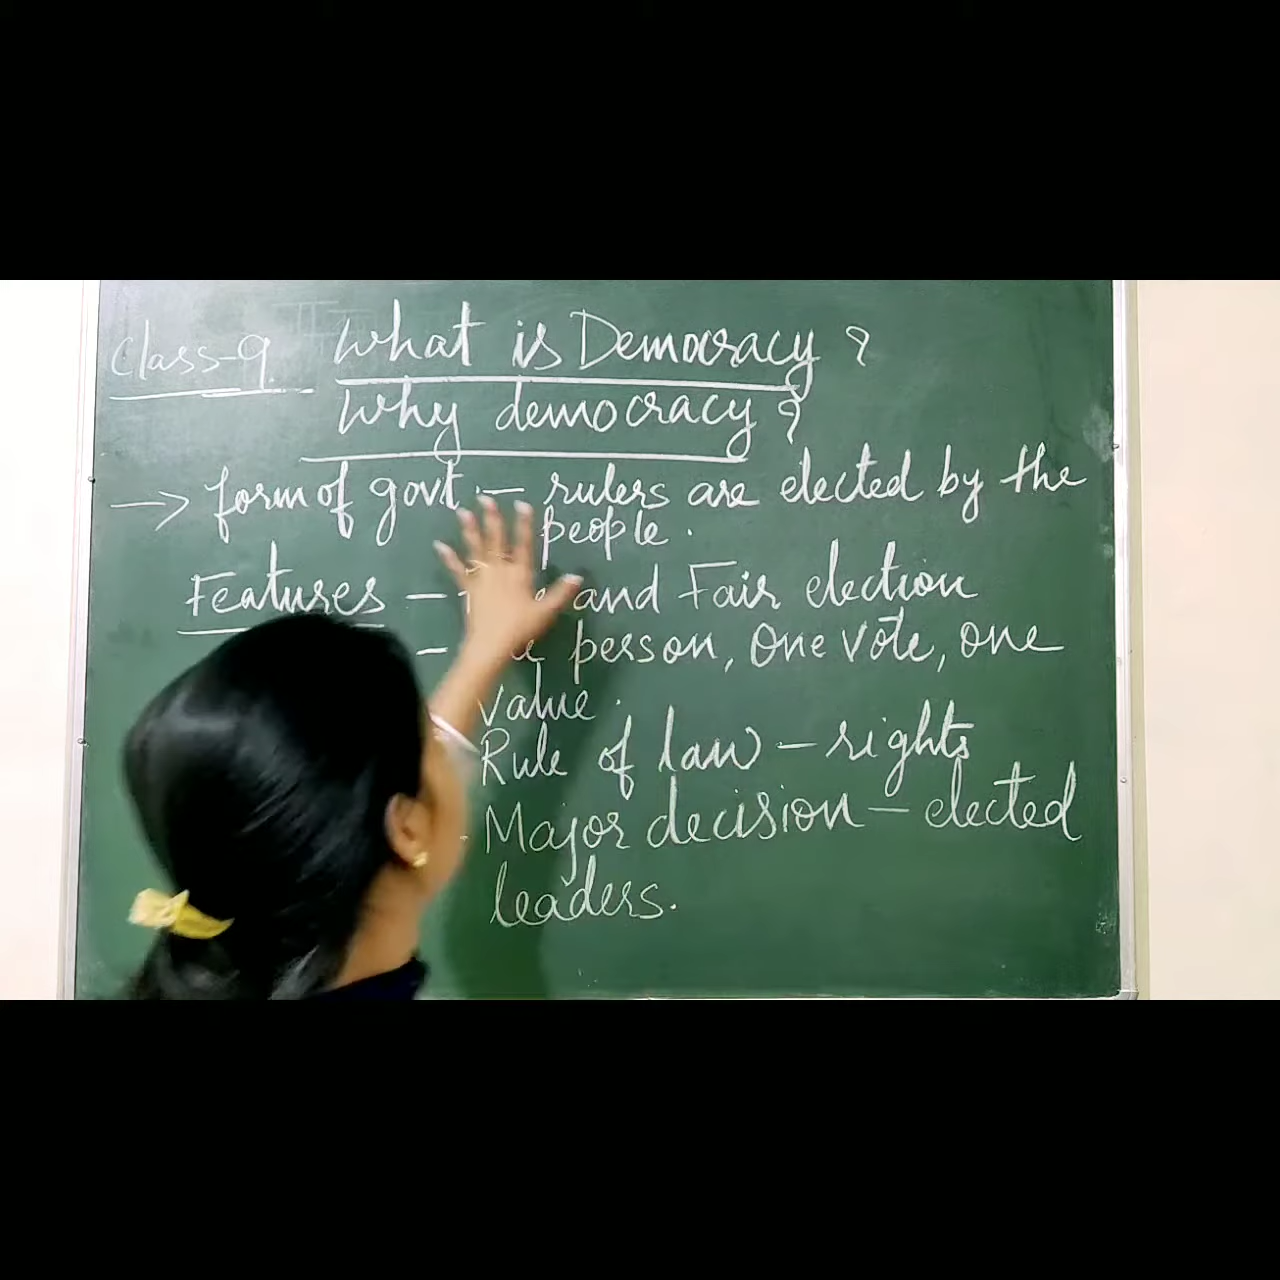 Class-9. What is Democracy ?
Why democracy ?
→ form of govt. — rulers are elected by the
people.
Features — and Fair election
— person, One vote, one
value.
Rule of law — rights
- Major decision — elected
leaders.